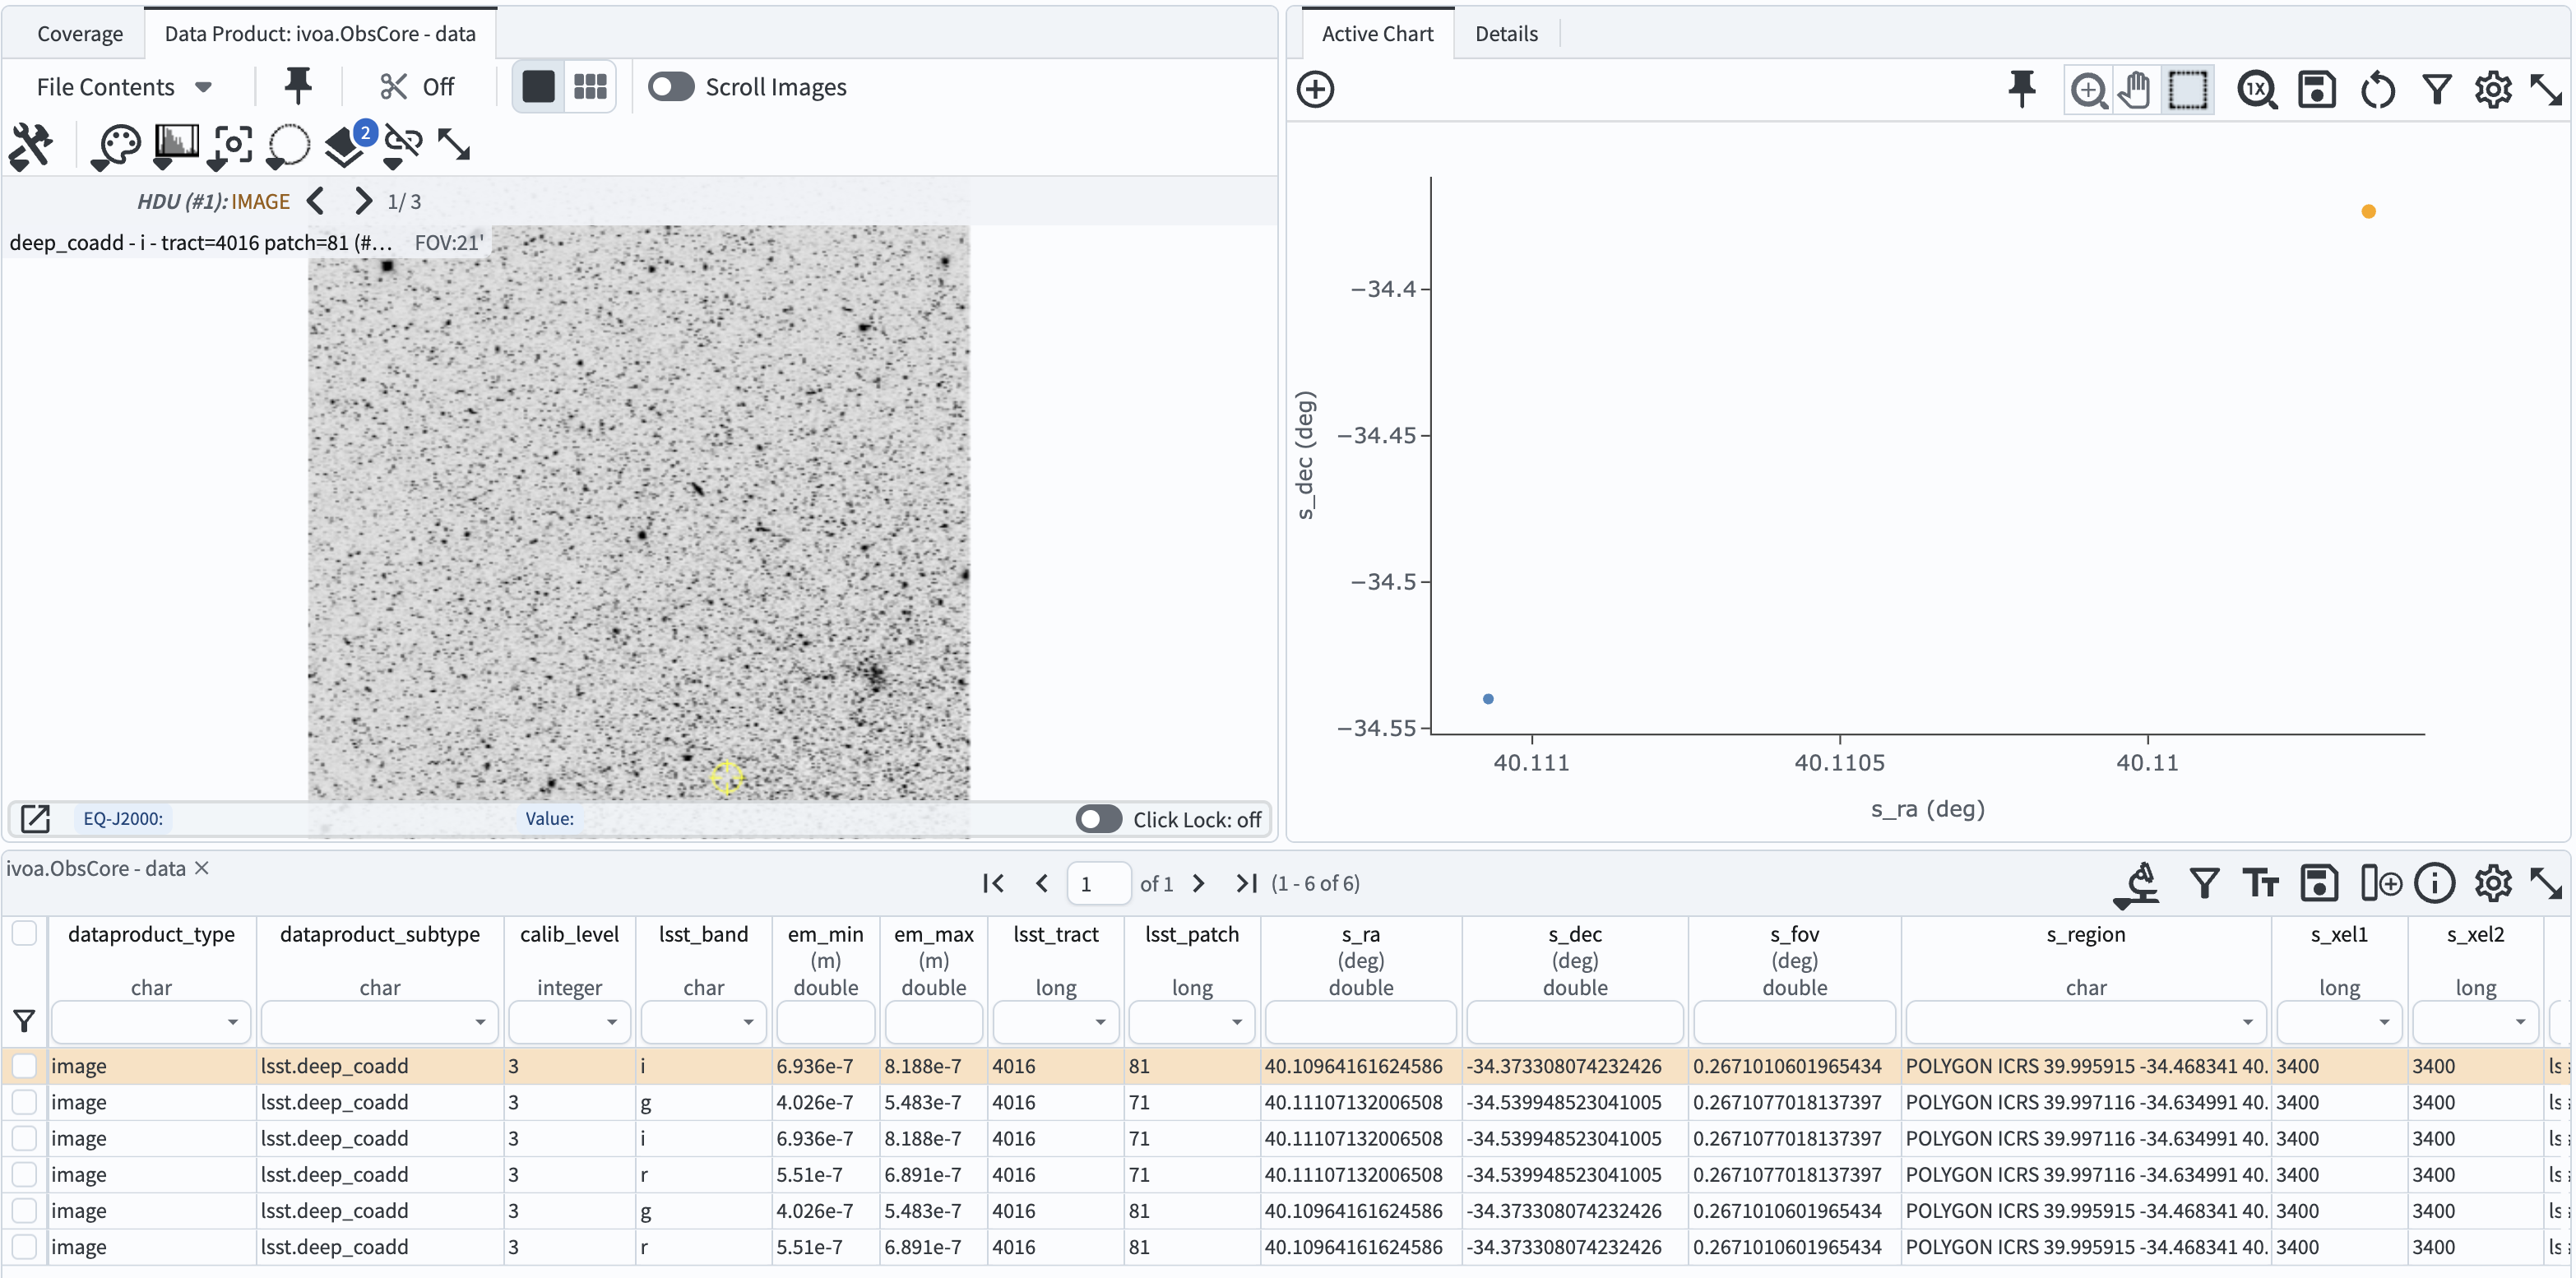 Coverage Data Product: ivoa.ObsCore - data
File Contents Off Scroll Images
2
HDU (#1): IMAGE 1/ 3
deep_coadd - i - tract=4016 patch=81 (#... FOV:21'
EQ-J2000: Value: Click Lock: off
Active Chart Details
1X
−34.4
−34.45
−34.5
−34.55
s_dec (deg)
40.111 40.1105 40.11
s_ra (deg)
ivoa.ObsCore - data
1 of 1 (1 - 6 of 6)
dataproduct_type dataproduct_subtype calib_level lsst_band em_min em_max lsst_tract lsst_patch s_ra s_dec s_fov s_region s_xel1 s_xel2
(m) (m) (deg) (deg) (deg)
char char integer char double double long long double double double char long long
image lsst.deep_coadd 3 i 6.936e-7 8.188e-7 4016 81 40.10964161624586 -34.373308074232426 0.2671010601965434 POLYGON ICRS 39.995915 -34.468341 40. 3400 3400 ls
image lsst.deep_coadd 3 g 4.026e-7 5.483e-7 4016 71 40.11107132006508 -34.539948523041005 0.2671077018137397 POLYGON ICRS 39.997116 -34.634991 40. 3400 3400 ls
image lsst.deep_coadd 3 i 6.936e-7 8.188e-7 4016 71 40.11107132006508 -34.539948523041005 0.2671077018137397 POLYGON ICRS 39.997116 -34.634991 40. 3400 3400 ls
image lsst.deep_coadd 3 r 5.51e-7 6.891e-7 4016 71 40.11107132006508 -34.539948523041005 0.2671077018137397 POLYGON ICRS 39.997116 -34.634991 40. 3400 3400 ls
image lsst.deep_coadd 3 g 4.026e-7 5.483e-7 4016 81 40.10964161624586 -34.373308074232426 0.2671010601965434 POLYGON ICRS 39.995915 -34.468341 40. 3400 3400 ls
image lsst.deep_coadd 3 r 5.51e-7 6.891e-7 4016 81 40.10964161624586 -34.373308074232426 0.2671010601965434 POLYGON ICRS 39.995915 -34.468341 40. 3400 3400 ls